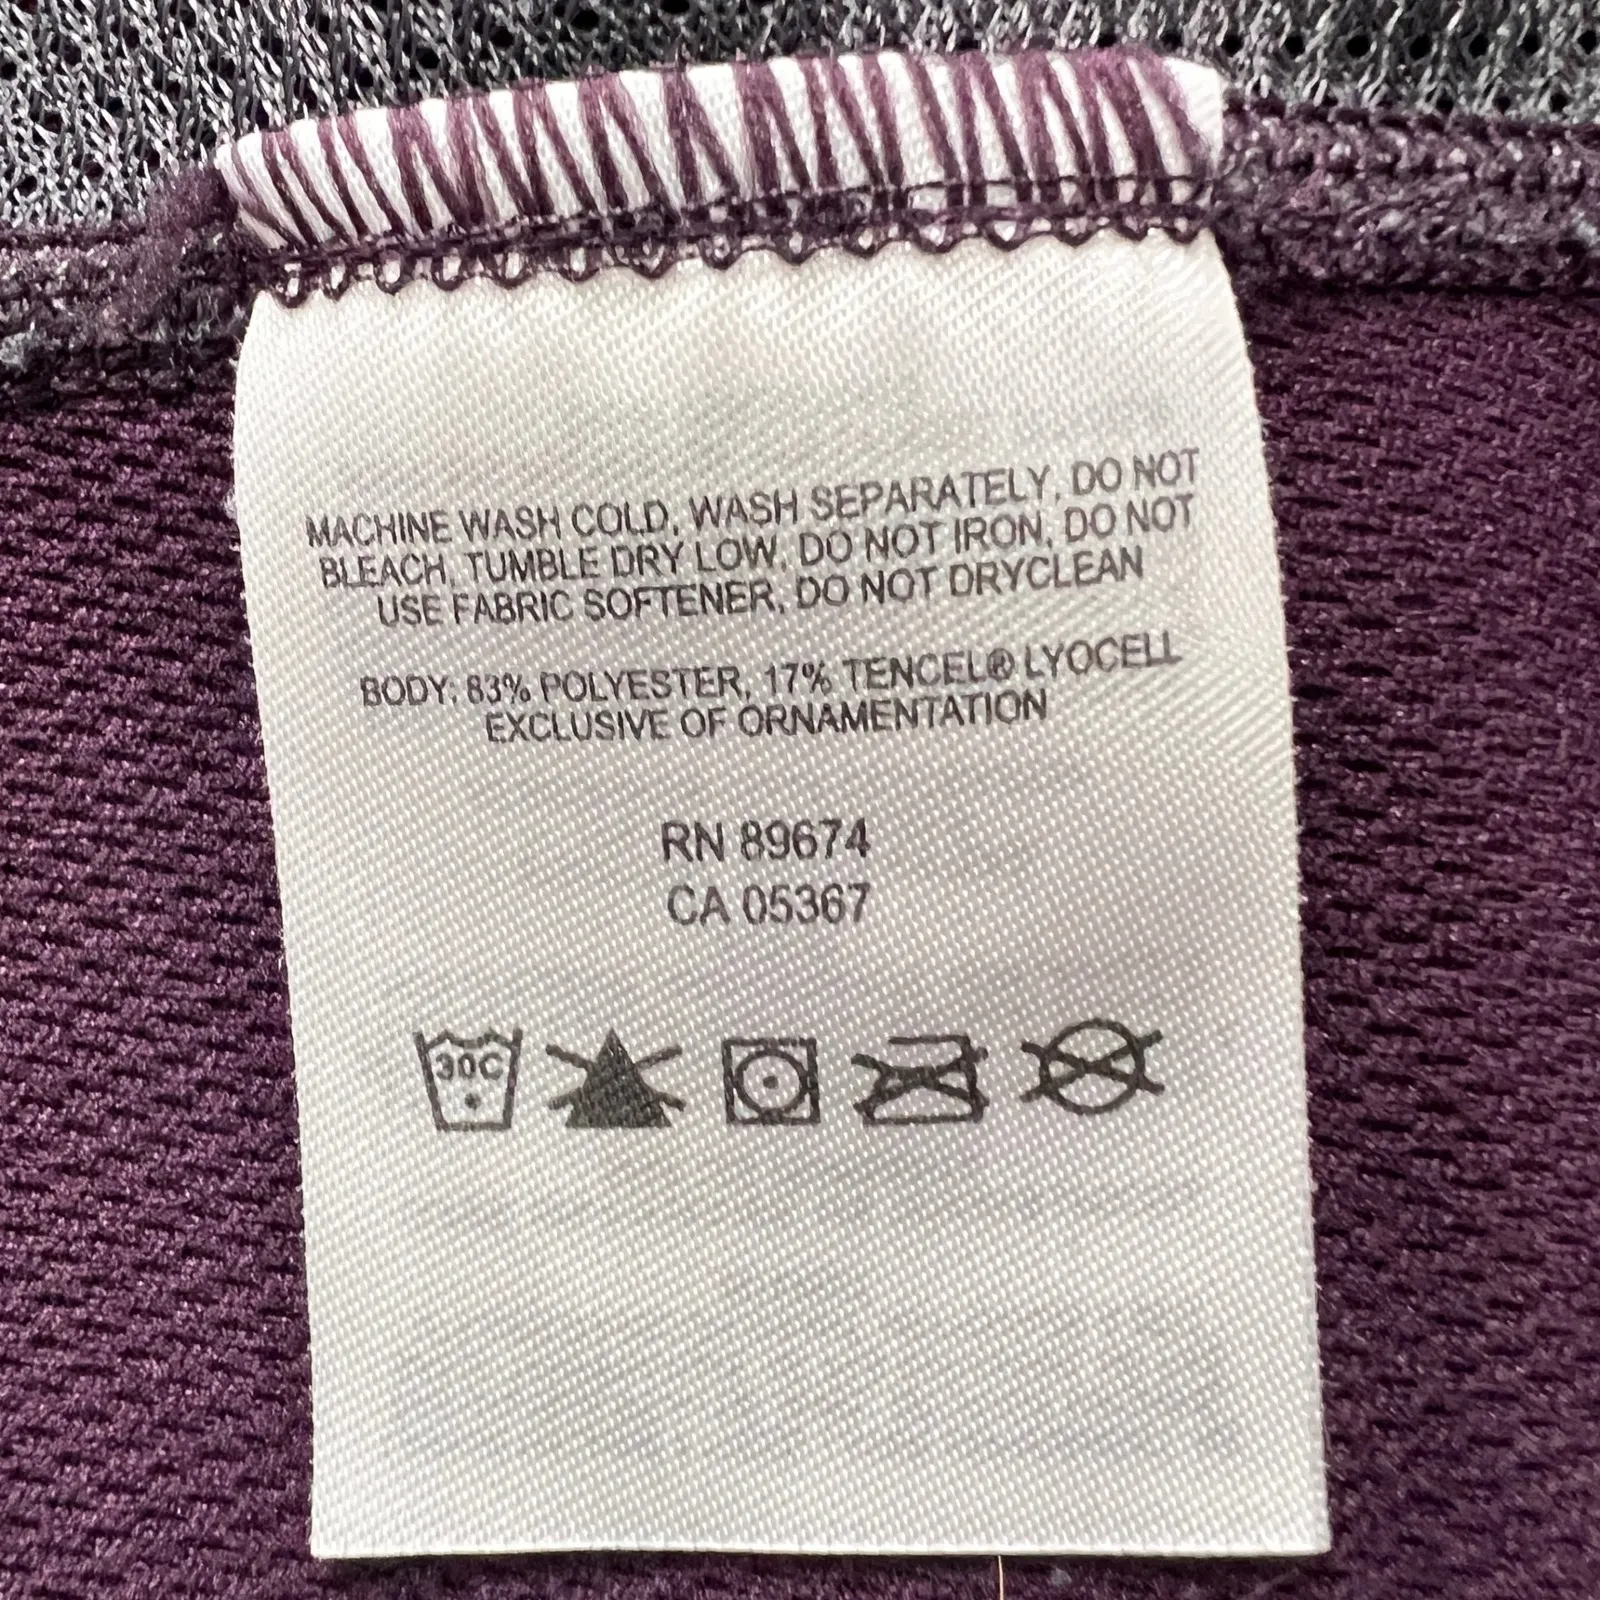 MACHINE WASH COLD, WASH SEPARATELY, DO NOT
BLEACH, TUMBLE DRY LOW, DO NOT IRON, DO NOT
USE FABRIC SOFTENER, DO NOT DRYCLEAN
BODY: 83% POLYESTER, 17% TENCEL® LYOCELL
EXCLUSIVE OF ORNAMENTATION
RN 89674
CA 05367
30C